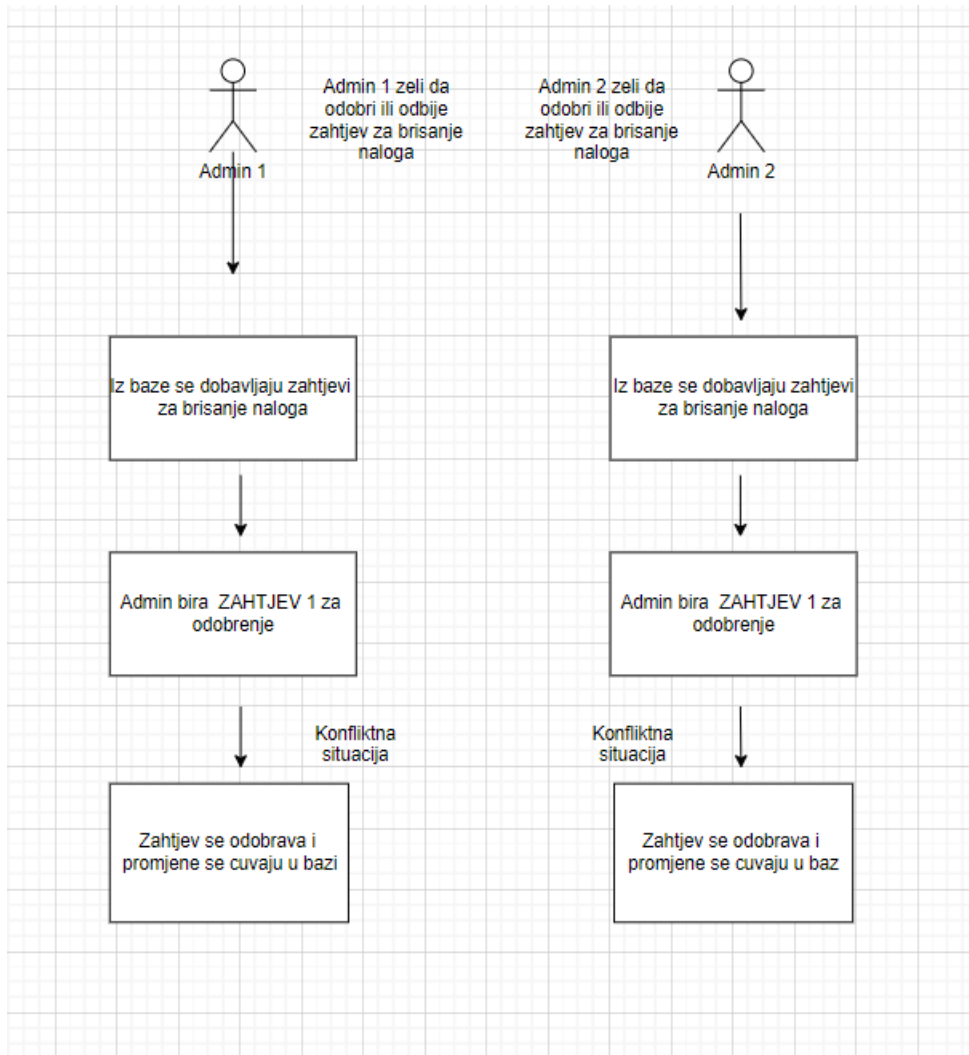 Admin 1 zeli da
odobri ili odbije
zahtjev za brisanje
naloga
Admin 1
Admin 2 zeli da
odobri ili odbije
zahtjev za brisanje
naloga
Admin 2
Iz baze se dobavljaju zahtjevi
za brisanje naloga
Iz baze se dobavljaju zahtjevi
za brisanje naloga
Admin bira ZAHTJEV 1 za
odobrenje
Admin bira ZAHTJEV 1 za
odobrenje
Konfliktna
situacija
Konfliktna
situacija
Zahtjev se odobrava i
promjene se cuvaju u bazi
Zahtjev se odobrava i
promjene se cuvaju u baz